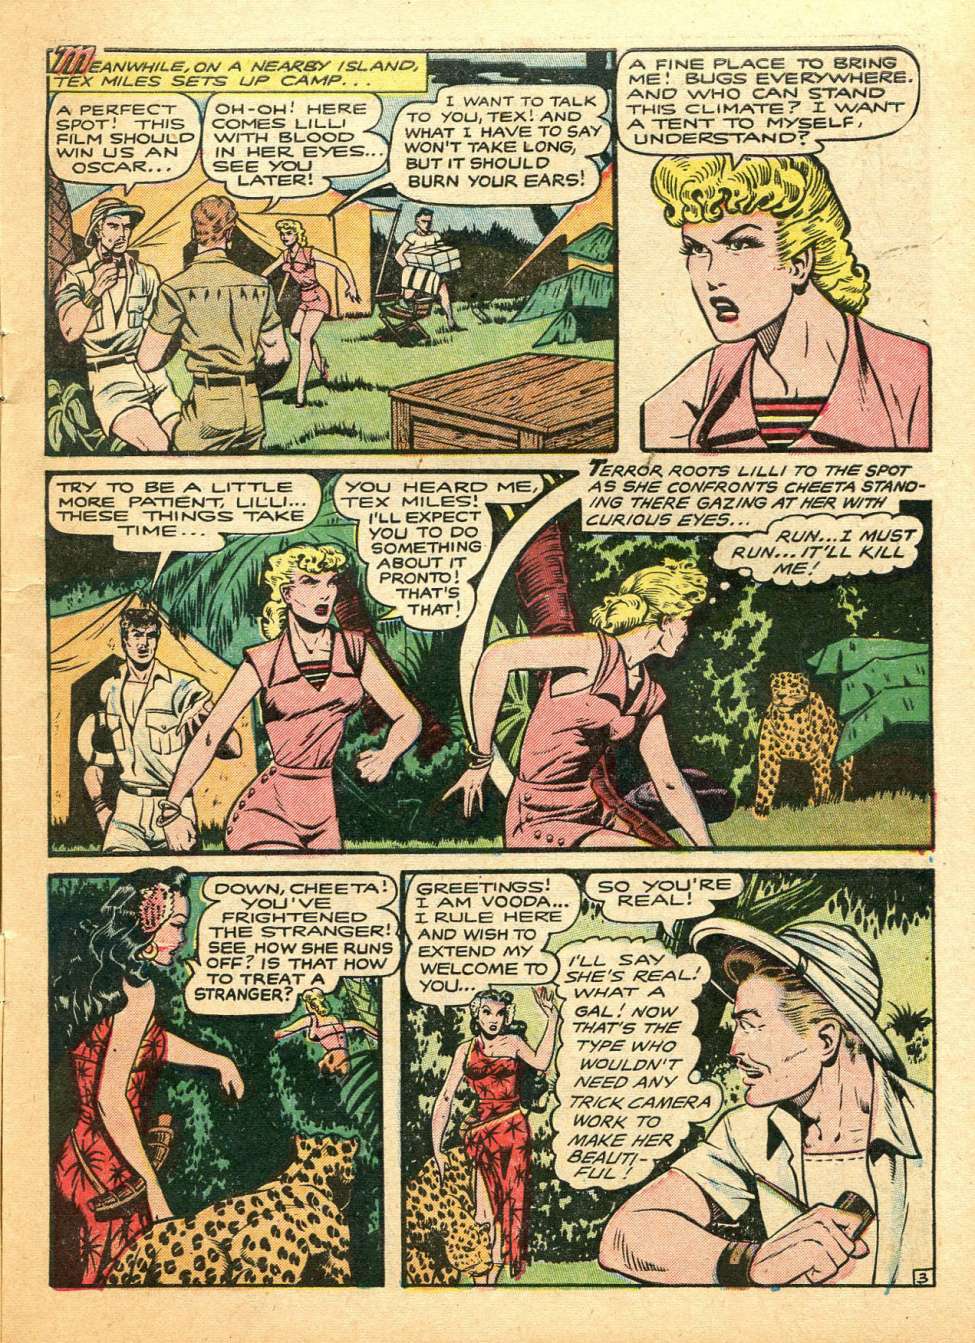 MEANWHILE, ON A NEARBY ISLAND,
TEX MILES SETS UP CAMP...
A PERFECT
SPOT! THIS
FILM SHOULD
WIN US AN
OSCAR...
OH-OH! HERE
COMES LILLI
WITH BLOOD
IN HER EYES...
SEE YOU
LATER!
I WANT TO TALK
TO YOU, TEX! AND
WHAT I HAVE TO SAY
WON'T TAKE LONG,
BUT IT SHOULD
BURN YOUR EARS!
A FINE PLACE TO BRING
ME! BUGS EVERYWHERE.
AND WHO CAN STAND
THIS CLIMATE? I WANT
A TENT TO MYSELF,
UNDERSTAND?
TRY TO BE A LITTLE
MORE PATIENT, LILLI...
THESE THINGS TAKE
TIME...
YOU HEARD ME,
TEX MILES!
I'LL EXPECT
YOU TO DO
SOMETHING
ABOUT IT
PRONTO!
THAT'S
THAT!
TERROR ROOTS LILLI TO THE SPOT
AS SHE CONFRONTS CHEETA STAND-
ING THERE GAZING AT HER WITH
CURIOUS EYES...
RUN...I MUST
RUN...IT'LL KILL
ME!
DOWN, CHEETA!
YOU'VE
FRIGHTENED
THE STRANGER!
SEE HOW SHE RUNS
OFF? IS THAT HOW
TO TREAT A
STRANGER?
GREETINGS!
I AM VOODA...
I RULE HERE
AND WISH TO
EXTEND MY
WELCOME TO
YOU...
SO YOU'RE
REAL!
I'LL SAY
SHE'S REAL!
WHAT A
GAL! NOW
THAT'S THE
TYPE WHO
WOULDN'T
NEED ANY
TRICK CAMERA
WORK TO
MAKE HER
BEAUTI-
FUL!
3